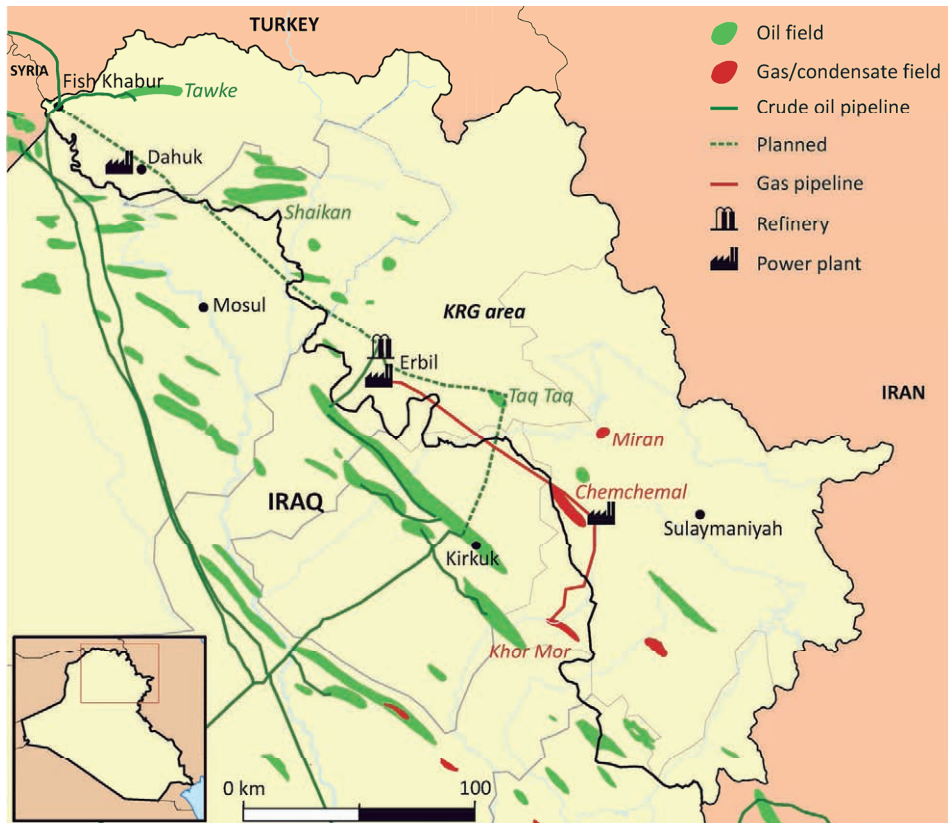 TURKEY
SYRIA
Fish Khabur
Tawke
Dahuk
Shaikan
Mosul
KRG area
Erbil
Taq Taq
IRAN
Miran
IRAQ
Chemchemal
Sulaymaniyah
Kirkuk
Khor Mor
0 km
100
Oil field
Gas/condensate field
Crude oil pipeline
Planned
Gas pipeline
Refinery
Power plant